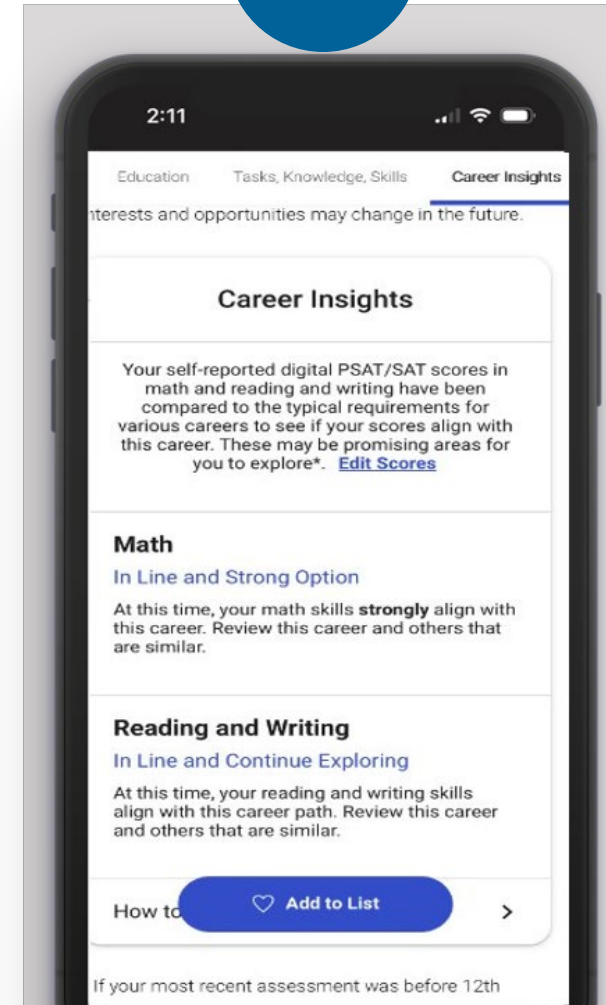 2:11
Education Tasks, Knowledge, Skills Career Insights
nterests and opportunities may change in the future.
Career Insights
Your self-reported digital PSAT/SAT scores in
math and reading and writing have been
compared to the typical requirements for
various careers to see if your scores align with
this career. These may be promising areas for
you to explore*. Edit Scores
Math
In Line and Strong Option
At this time, your math skills strongly align with
this career. Review this career and others that
are similar.
Reading and Writing
In Line and Continue Exploring
At this time, your reading and writing skills
align with this career path. Review this career
and others that are similar.
How to
Add to List
If your most recent assessment was before 12th